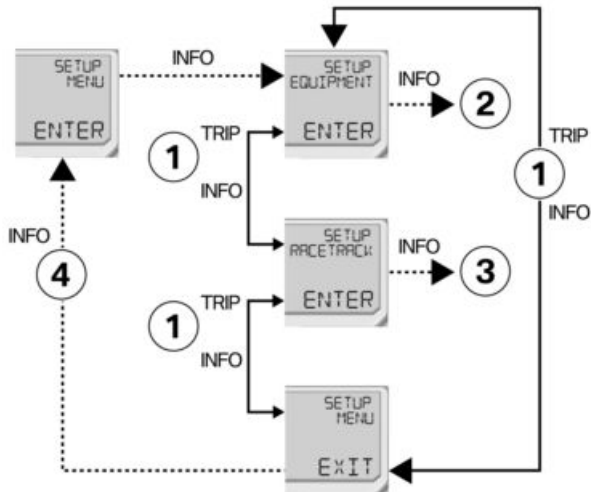 SETUP
MENU
ENTER
INFO
SETUP
EQUIPMENT
ENTER
INFO
2
TRIP
1
INFO
TRIP
1
INFO
SETUP
RACETRACK
ENTER
INFO
3
INFO
4
TRIP
1
INFO
SETUP
MENU
EXIT